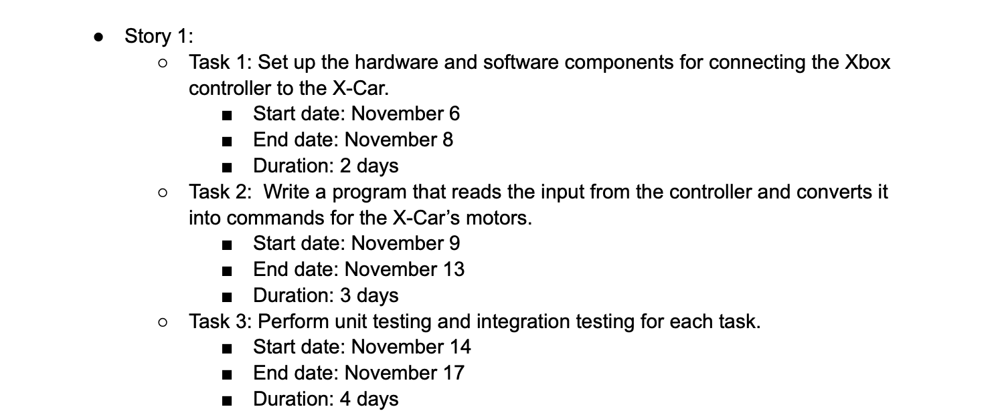 ● Story 1:
○ Task 1: Set up the hardware and software components for connecting the Xbox
controller to the X-Car.
■ Start date: November 6
■ End date: November 8
■ Duration: 2 days
○ Task 2:  Write a program that reads the input from the controller and converts it
into commands for the X-Car’s motors.
■ Start date: November 9
■ End date: November 13
■ Duration: 3 days
○ Task 3: Perform unit testing and integration testing for each task.
■ Start date: November 14
■ End date: November 17
■ Duration: 4 days